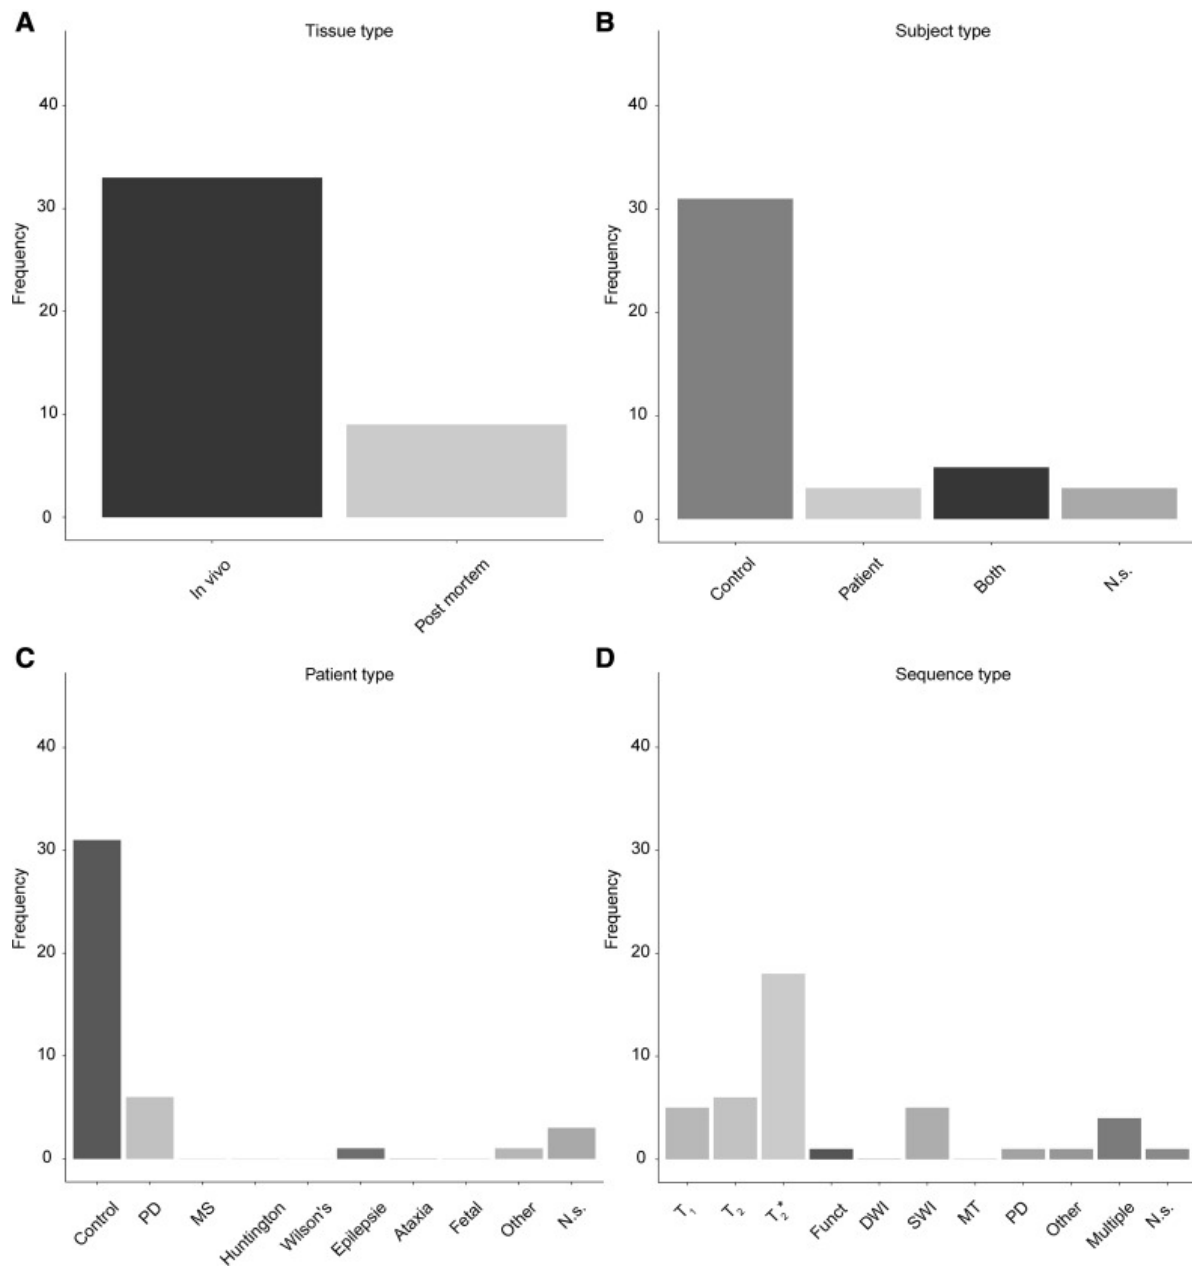 A
Tissue type
Frequency
40
30
20
10
0
In vivo
Post mortem
B
Subject type
Frequency
40
30
20
10
0
Control
Patient
Both
N.s.
C
Patient type
Frequency
40
30
20
10
0
Control
PD
MS
Huntington
Wilson's
Epilepsie
Ataxia
Fetal
Other
N.s.
D
Sequence type
Frequency
40
30
20
10
0
T₁
T₂
T₂*
Funct
DWI
SWI
MT
PD
Other
Multiple
N.s.